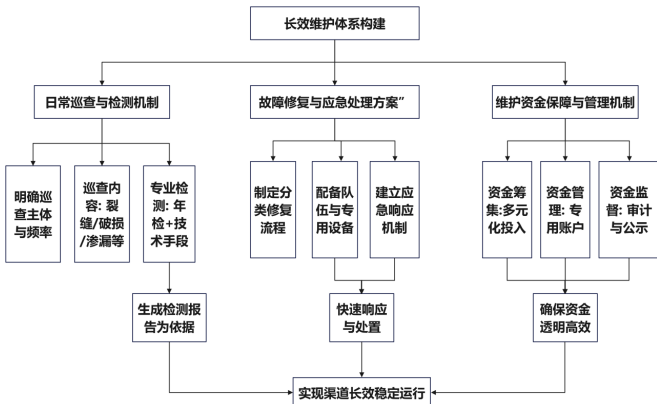 长效维护体系构建
日常巡查与检测机制
故障修复与应急处理方案”
维护资金保障与管理机制
明确巡
查主体
与频率
巡查内
容: 裂
缝/破损
/渗漏等
专业检
测: 年
检+技
术手段
制定分
类修复
流程
配备队
伍与专
用设备
建立应
急响应
机制
资金筹
集:多元
化投入
资金管
理: 专
用账户
资金监
督: 审计
与公示
生成检测报
告为依据
快速响应
与处置
确保资金
透明高效
实现渠道长效稳定运行